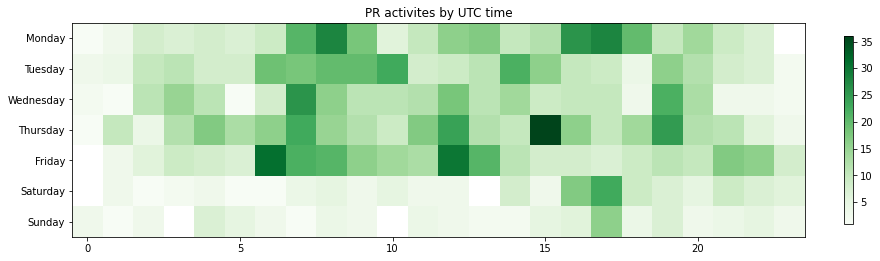 PR activites by UTC time
Monday
Tuesday
Wednesday
Thursday
Friday
Saturday
Sunday
0 5 10 15 20
35
30
25
20
15
10
5